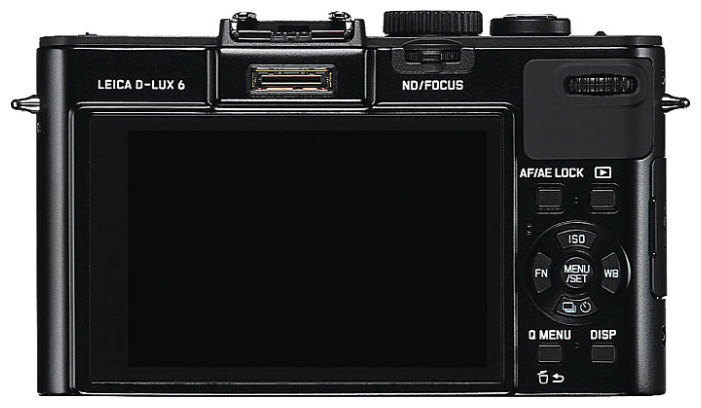 LEICA D-LUX 6
ND/FOCUS
AF/AE LOCK
ISO
FN
MENU
/SET
WB
Q MENU
DISP